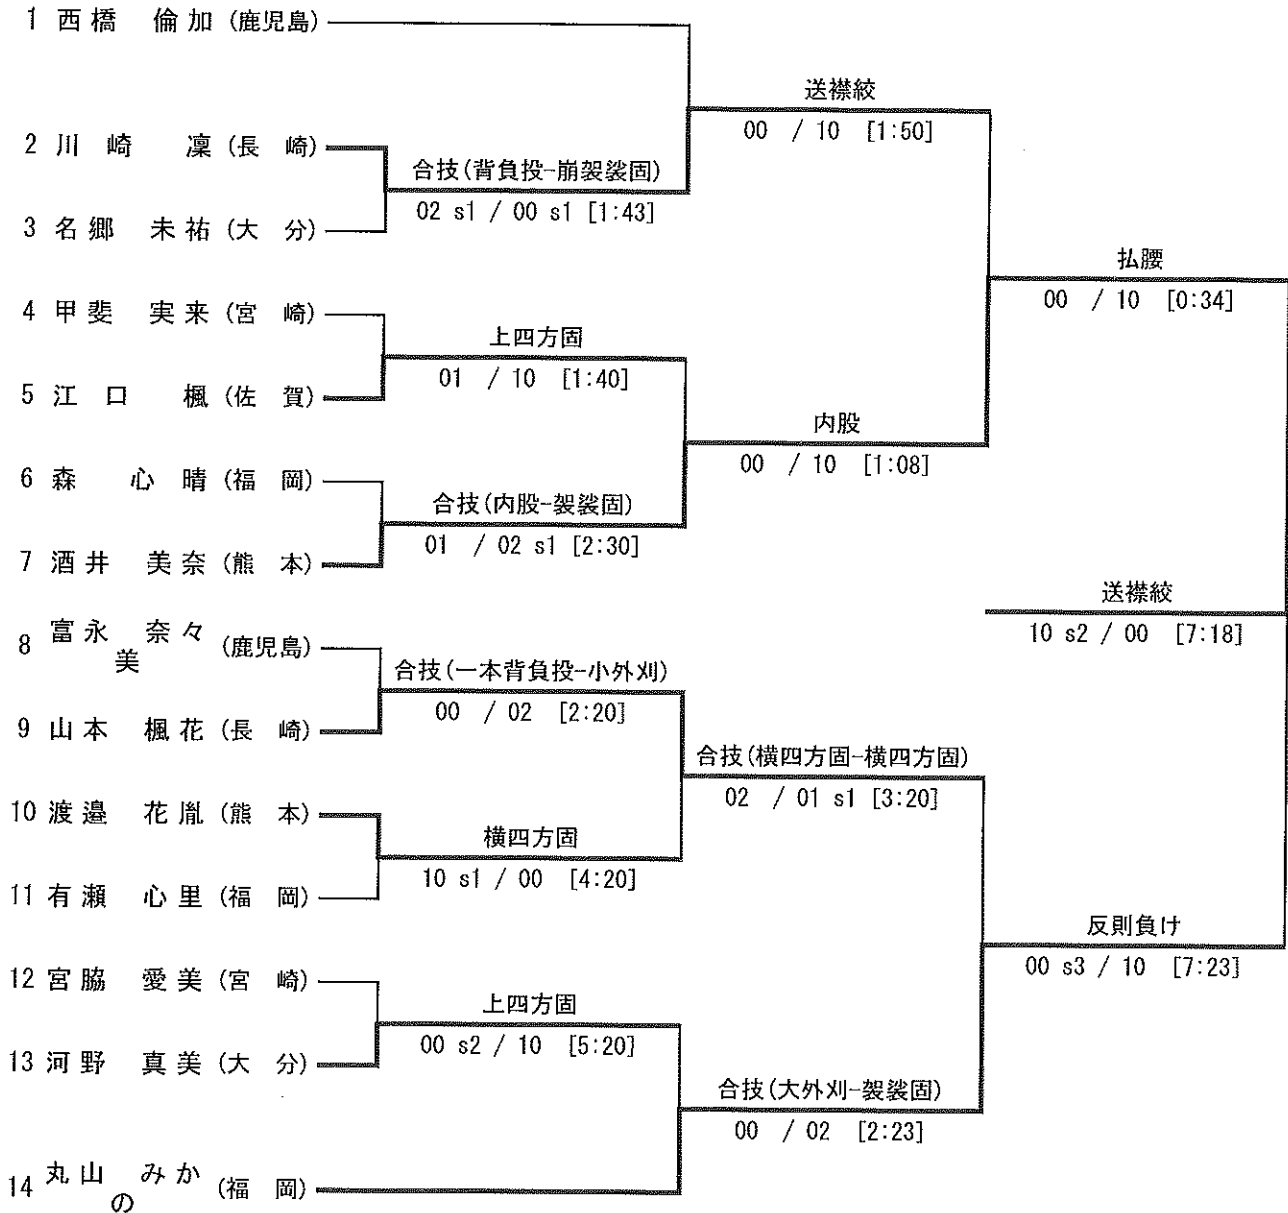 1 西橋 倫加 (鹿児島)
送襟絞
00 / 10 [1:50]
2 川崎 凜 (長崎)
合技(背負投-崩袈裟固)
02 s1 / 00 s1 [1:43]
3 名郷 未祐 (大分)
払腰
00 / 10 [0:34]
4 甲斐 実来 (宮崎)
上四方固
01 / 10 [1:40]
5 江口 楓 (佐賀)
内股
00 / 10 [1:08]
6 森 心晴 (福岡)
合技(内股-袈裟固)
01 / 02 s1 [2:30]
7 酒井 美奈 (熊本)
送襟絞
10 s2 / 00 [7:18]
8 富永 奈々美 (鹿児島)
合技(一本背負投-小外刈)
00 / 02 [2:20]
9 山本 楓花 (長崎)
合技(横四方固-横四方固)
02 / 01 s1 [3:20]
10 渡邉 花胤 (熊本)
横四方固
10 s1 / 00 [4:20]
11 有瀬 心里 (福岡)
反則負け
00 s3 / 10 [7:23]
12 宮脇 愛美 (宮崎)
上四方固
00 s2 / 10 [5:20]
13 河野 真美 (大分)
合技(大外刈-袈裟固)
00 / 02 [2:23]
14 丸山 みかの (福岡)